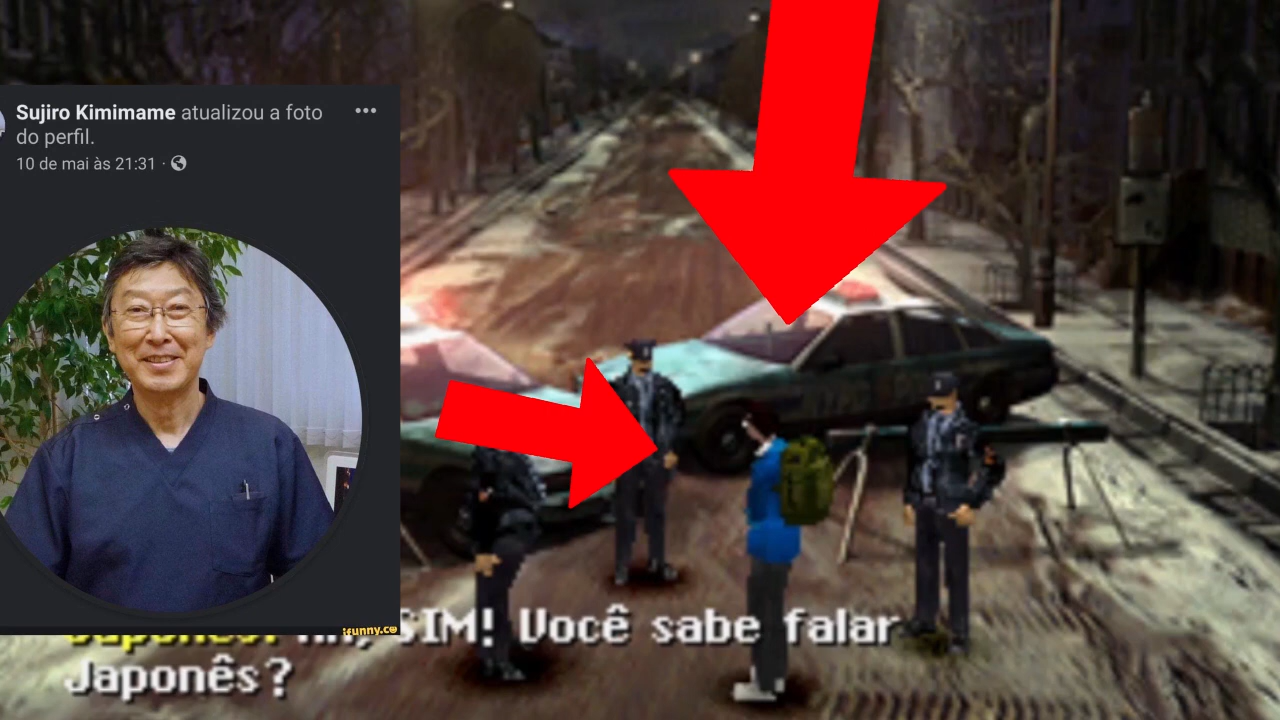 Sujiro Kimimame atualizou a foto
do perfil.
10 de mai às 21:31 ·
ifunny.co
SIM! Você sabe falar
Japonês?